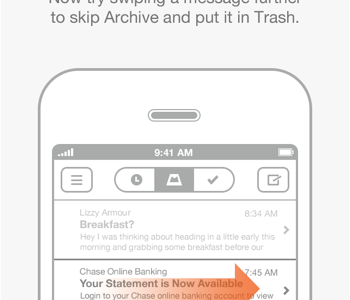 Now try swiping a message further
to skip Archive and put it in Trash.
9:41 AM
Lizzy Armour 8:34 AM
Breakfast?
Hey I was thinking about heading in a little early this
morning and grabbing some breakfast before our
Chase Online Banking 7:45 AM
Your Statement is Now Available
Login to your Chase online banking account to view